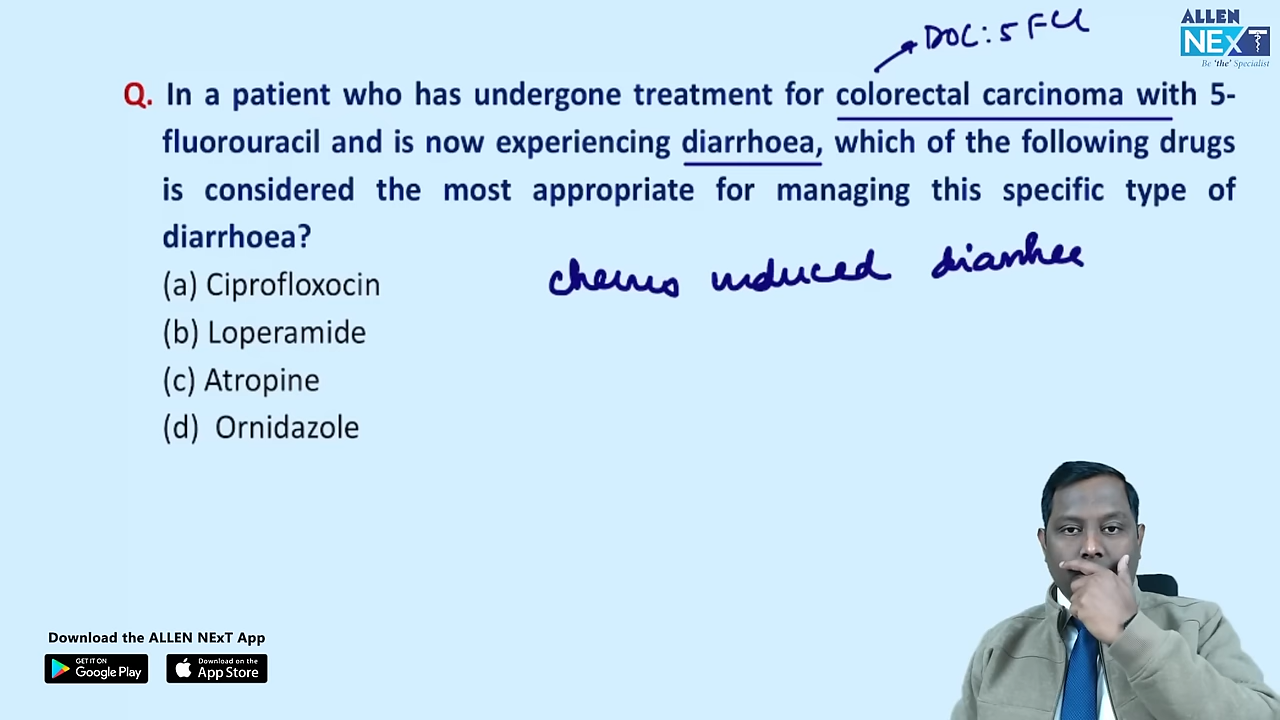 DOC: 5 FU
ALLEN
NExT
Be 'the' Specialist
Q. In a patient who has undergone treatment for colorectal carcinoma with 5-
fluorouracil and is now experiencing diarrhoea, which of the following drugs
is considered the most appropriate for managing this specific type of
diarrhoea?
induced diarrhea
(a) Ciprofloxocin
(b) Loperamide
(c) Atropine
(d) Ornidazole
Download the ALLEN NExT App
GET IT ON
Google Play
Download on the
App Store